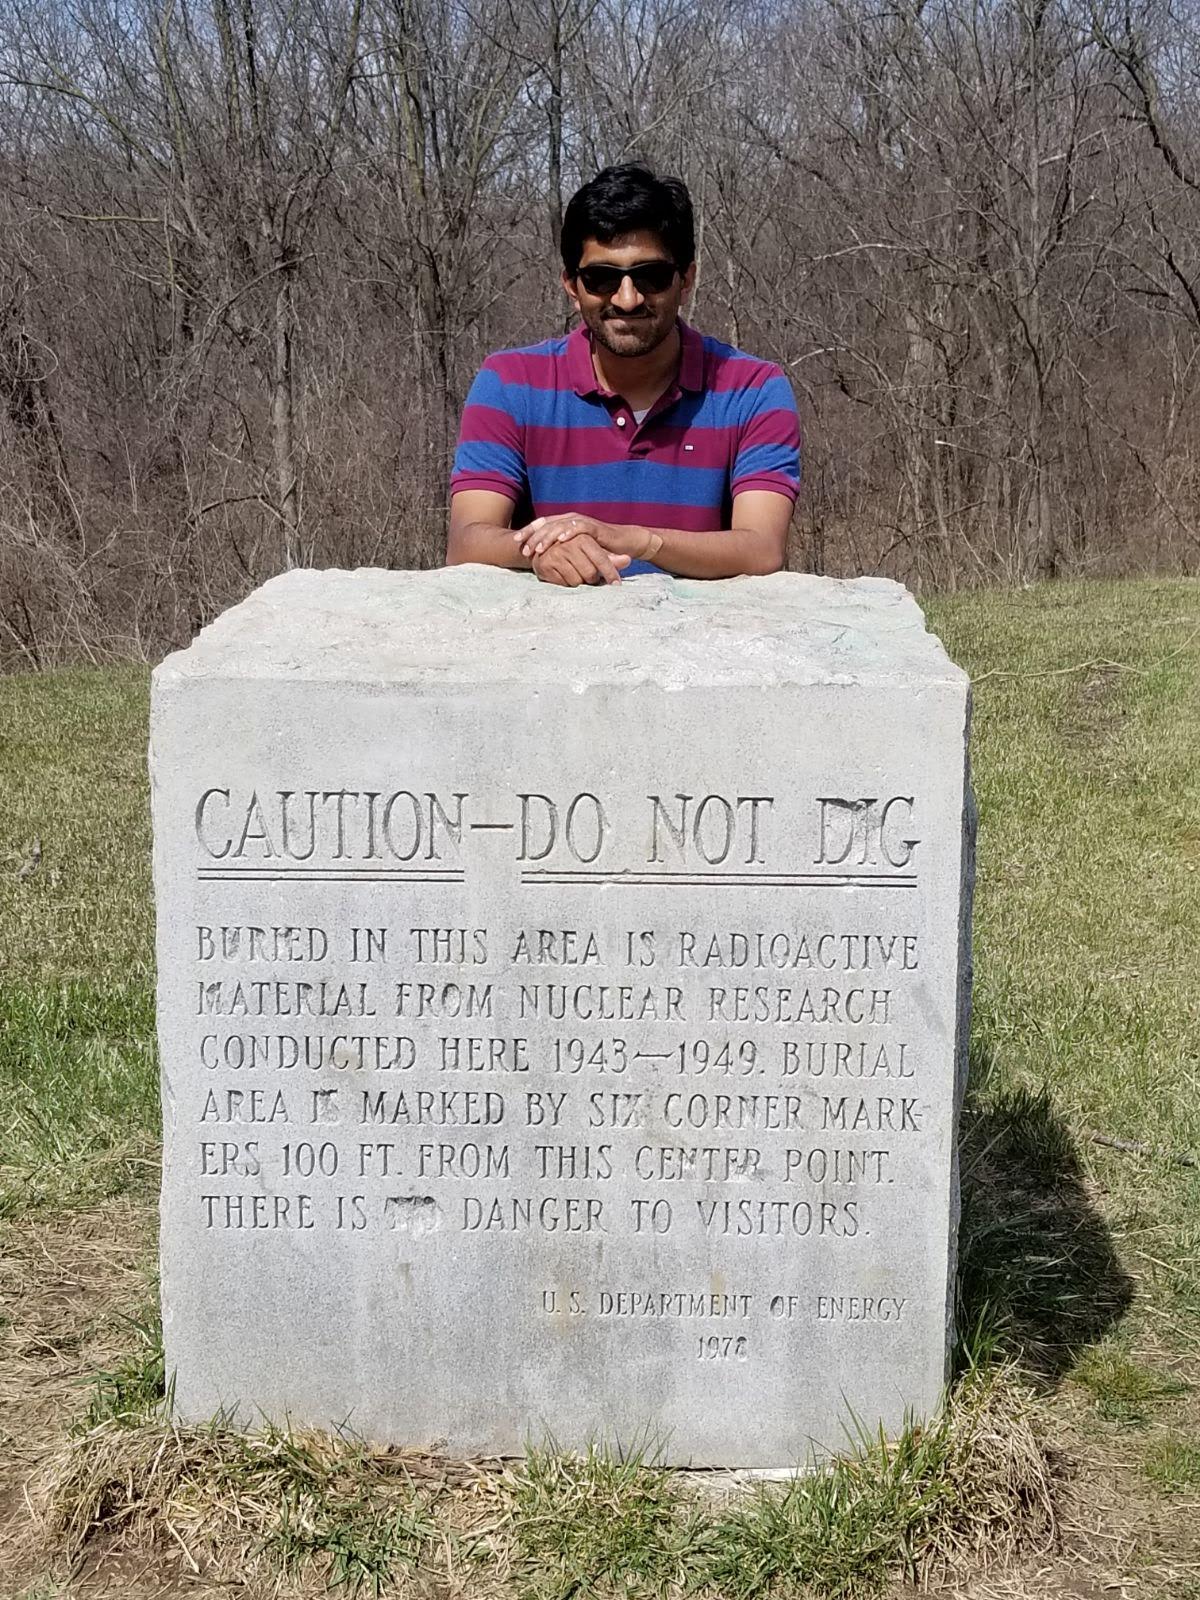 CAUTION—DO NOT DIG
BURIED IN THIS AREA IS RADIOACTIVE
MATERIAL FROM NUCLEAR RESEARCH
CONDUCTED HERE 1943—1949. BURIAL
AREA IS MARKED BY SIX CORNER MARK-
ERS 100 FT. FROM THIS CENTER POINT.
THERE IS NO DANGER TO VISITORS.
U.S. DEPARTMENT OF ENERGY
1978